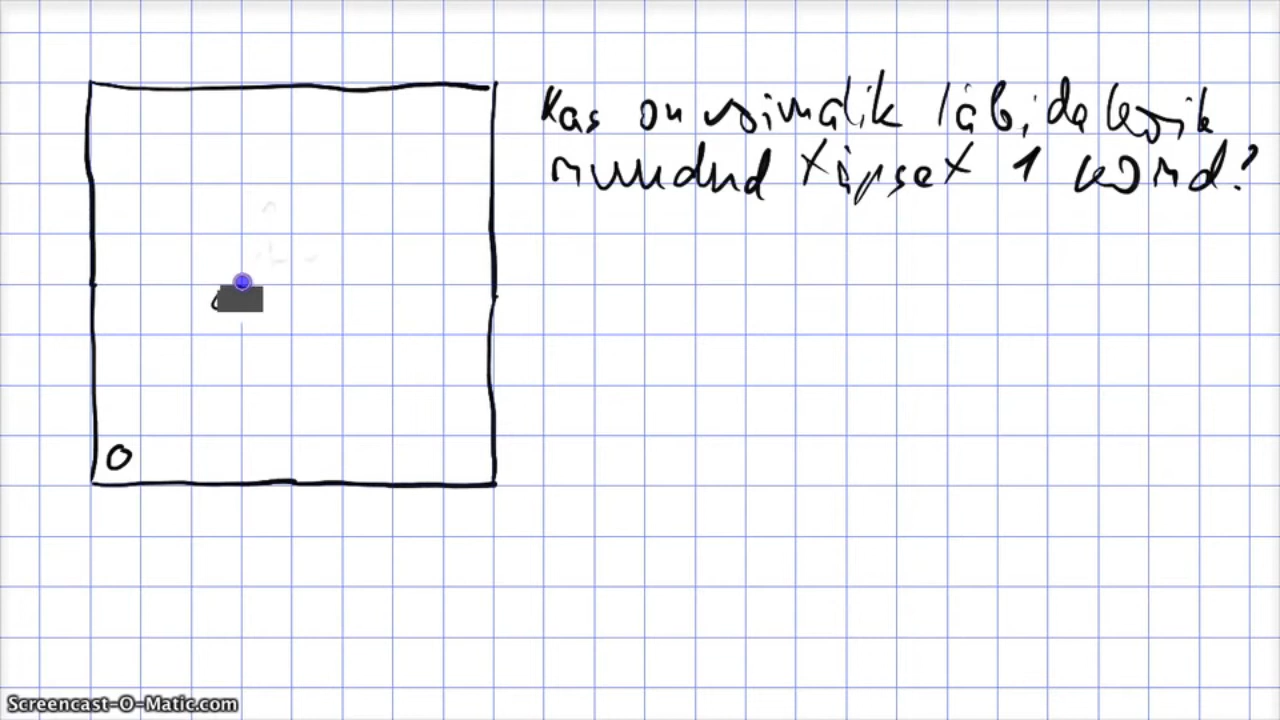 Kas on võimalik läbida kõik
ruudud täpselt 1 kord?
O
Screencast-O-Matic.com